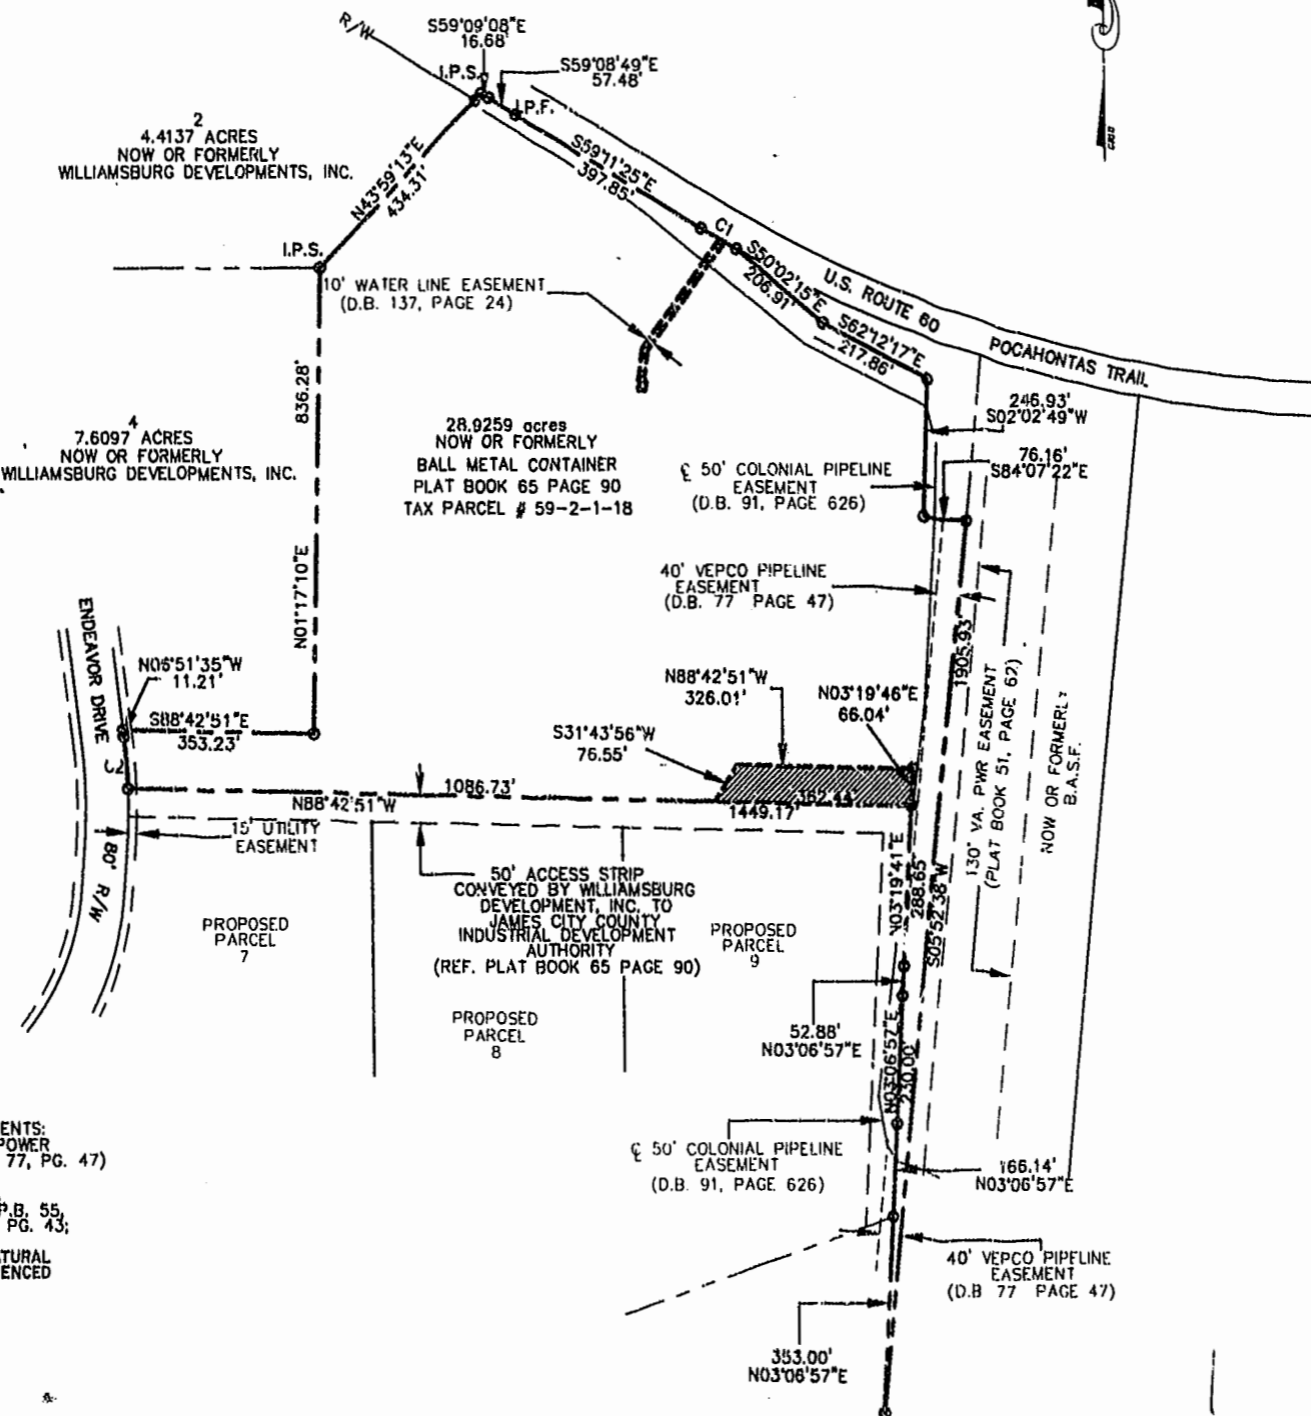 R/W
S59°09'08"E
16.68'
I.P.S.
S59°08'49"E
57.48'
I.P.F.
2
4.4137 ACRES
NOW OR FORMERLY
WILLIAMSBURG DEVELOPMENTS, INC.
N43°59'13"E
434.31'
S59°11'25"E
397.85'
C1
I.P.S.
S50°02'15"E
206.91'
U.S. ROUTE 60
10' WATER LINE EASEMENT
(D.B. 137, PAGE 24)
S62°12'17"E
217.86'
POCAHONTAS TRAIL
836.28'
N01°17'10"E
246.93'
S02°02'49"W
4
7.6097 ACRES
NOW OR FORMERLY
WILLIAMSBURG DEVELOPMENTS, INC.
28.9259 acres
NOW OR FORMERLY
BALL METAL CONTAINER
PLAT BOOK 65 PAGE 90
TAX PARCEL # 59-2-1-18
76.16'
S84°07'22"E
℄ 50' COLONIAL PIPELINE
EASEMENT
(D.B. 91, PAGE 626)
40' VEPCO PIPELINE
EASEMENT
(D.B. 77 PAGE 47)
1905.93'
S05°52'38"W
130' VA. PWR EASEMENT
(PLAT BOOK 51, PAGE 62)
NOW OR FORMERLY
B.A.S.F.
ENDEAVOR DRIVE
N06°51'35"W
11.21'
N88°42'51"W
326.01'
N03°19'46"E
66.04'
S88°42'51"E
353.23'
S31°43'56"W
76.55'
1086.73'
362.44'
N88°42'51"W
1449.17'
15' UTILITY
EASEMENT
80' R/W
50' ACCESS STRIP
CONVEYED BY WILLIAMSBURG
DEVELOPMENT, INC. TO
JAMES CITY COUNTY
INDUSTRIAL DEVELOPMENT
AUTHORITY
(REF. PLAT BOOK 65 PAGE 90)
N03°19'41"E
288.65
PROPOSED
PARCEL
7
PROPOSED
PARCEL
9
PROPOSED
PARCEL
8
52.88'
N03°06'57"E
N03°06'57"E
230.00'
ENTS:
POWER
77, PG. 47)
℄ 50' COLONIAL PIPELINE
EASEMENT
(D.B. 91, PAGE 626)
166.14'
N03°06'57"E
P.B. 55,
PG. 43;
TURAL
ENCED
40' VEPCO PIPELINE
EASEMENT
(D.B 77 PAGE 47)
353.00'
N03°06'57"E